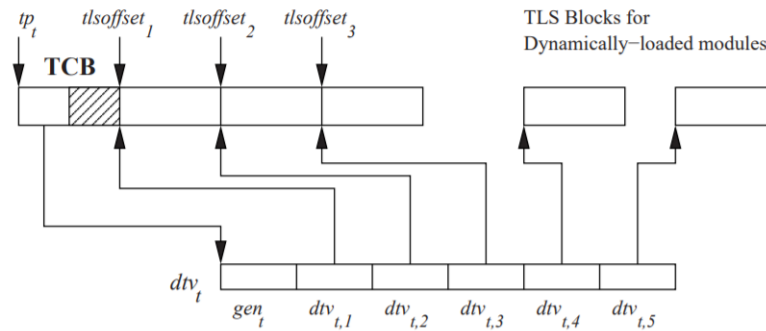 tp_t tlsoffset_1 tlsoffset_2 tlsoffset_3 TLS Blocks for
Dynamically−loaded modules
TCB
dtv_t
gen_t dtv_t,1 dtv_t,2 dtv_t,3 dtv_t,4 dtv_t,5